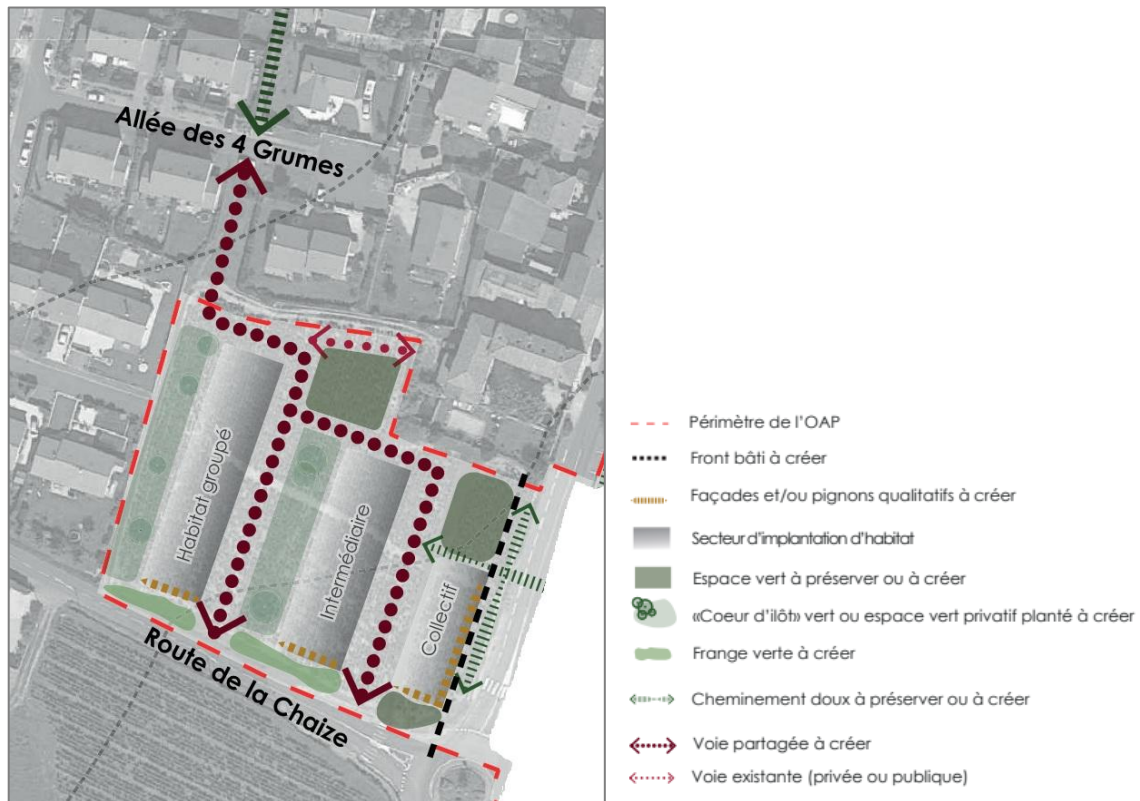 Allée des 4 Grumes
Habitat groupé
Intermédiaire
Collectif
Route de la Chaize
Périmètre de l'OAP
Front bâti à créer
Façades et/ou pignons qualitatifs à créer
Secteur d'implantation d'habitat
Espace vert à préserver ou à créer
«Coeur d'ilôt» vert ou espace vert privatif planté à créer
Frange verte à créer
Cheminement doux à préserver ou à créer
Voie partagée à créer
Voie existante (privée ou publique)